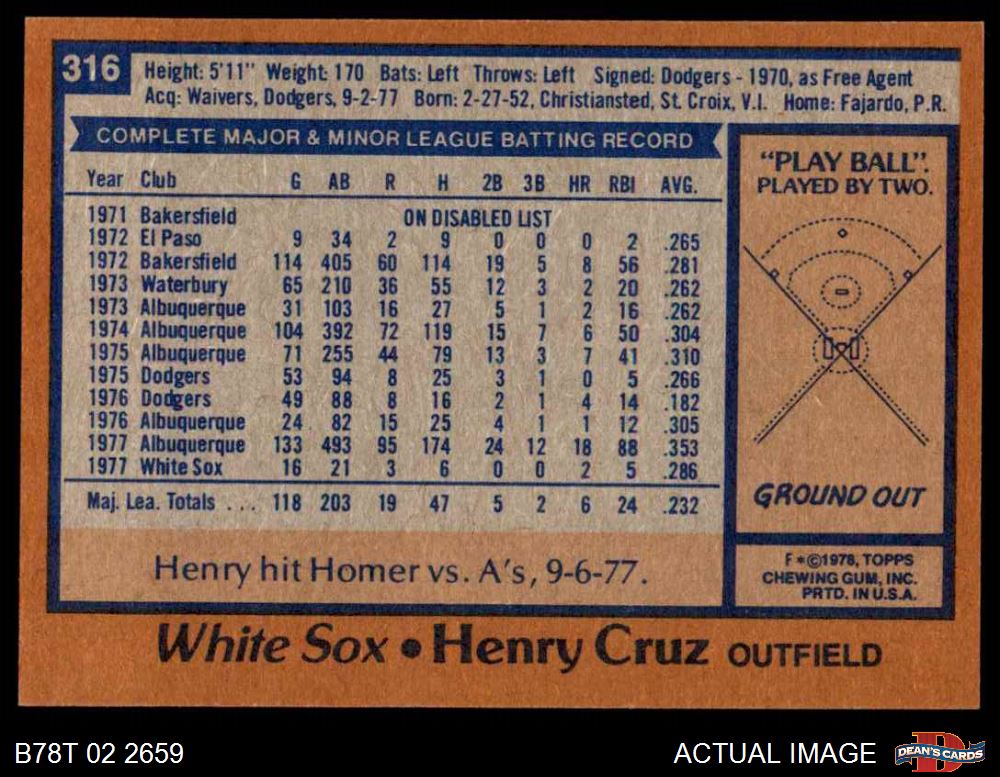 316
Height: 5'11" Weight: 170 Bats: Left Throws: Left Signed: Dodgers - 1970, as Free Agent
Acq: Waivers, Dodgers, 9-2-77 Born: 2-27-52, Christiansted, St. Croix, V.I. Home: Fajardo, P.R.
COMPLETE MAJOR & MINOR LEAGUE BATTING RECORD
Year Club G AB R H 2B 3B HR RBI AVG.
1971 Bakersfield ON DISABLED LIST
1972 El Paso 9 34 2 9 0 0 0 2 .265
1972 Bakersfield 114 405 60 114 19 5 8 56 .281
1973 Waterbury 65 210 36 55 12 3 2 20 .262
1973 Albuquerque 31 103 16 27 5 1 2 16 .262
1974 Albuquerque 104 392 72 119 15 7 6 50 .304
1975 Albuquerque 71 255 44 79 13 3 7 41 .310
1975 Dodgers 53 94 8 25 3 1 0 5 .266
1976 Dodgers 49 88 8 16 2 1 4 14 .182
1976 Albuquerque 24 82 15 25 4 1 1 12 .305
1977 Albuquerque 133 493 95 174 24 12 18 88 .353
1977 White Sox 16 21 3 6 0 0 2 5 .286
Maj. Lea. Totals . . . 118 203 19 47 5 2 6 24 .232
Henry hit Homer vs. A's, 9-6-77.
"PLAY BALL".
PLAYED BY TWO.
GROUND OUT
F*©1978, TOPPS
CHEWING GUM, INC.
PRTD. IN U.S.A.
White Sox • Henry Cruz OUTFIELD
B78T 02 2659
ACTUAL IMAGE
D
DEAN'S CARDS